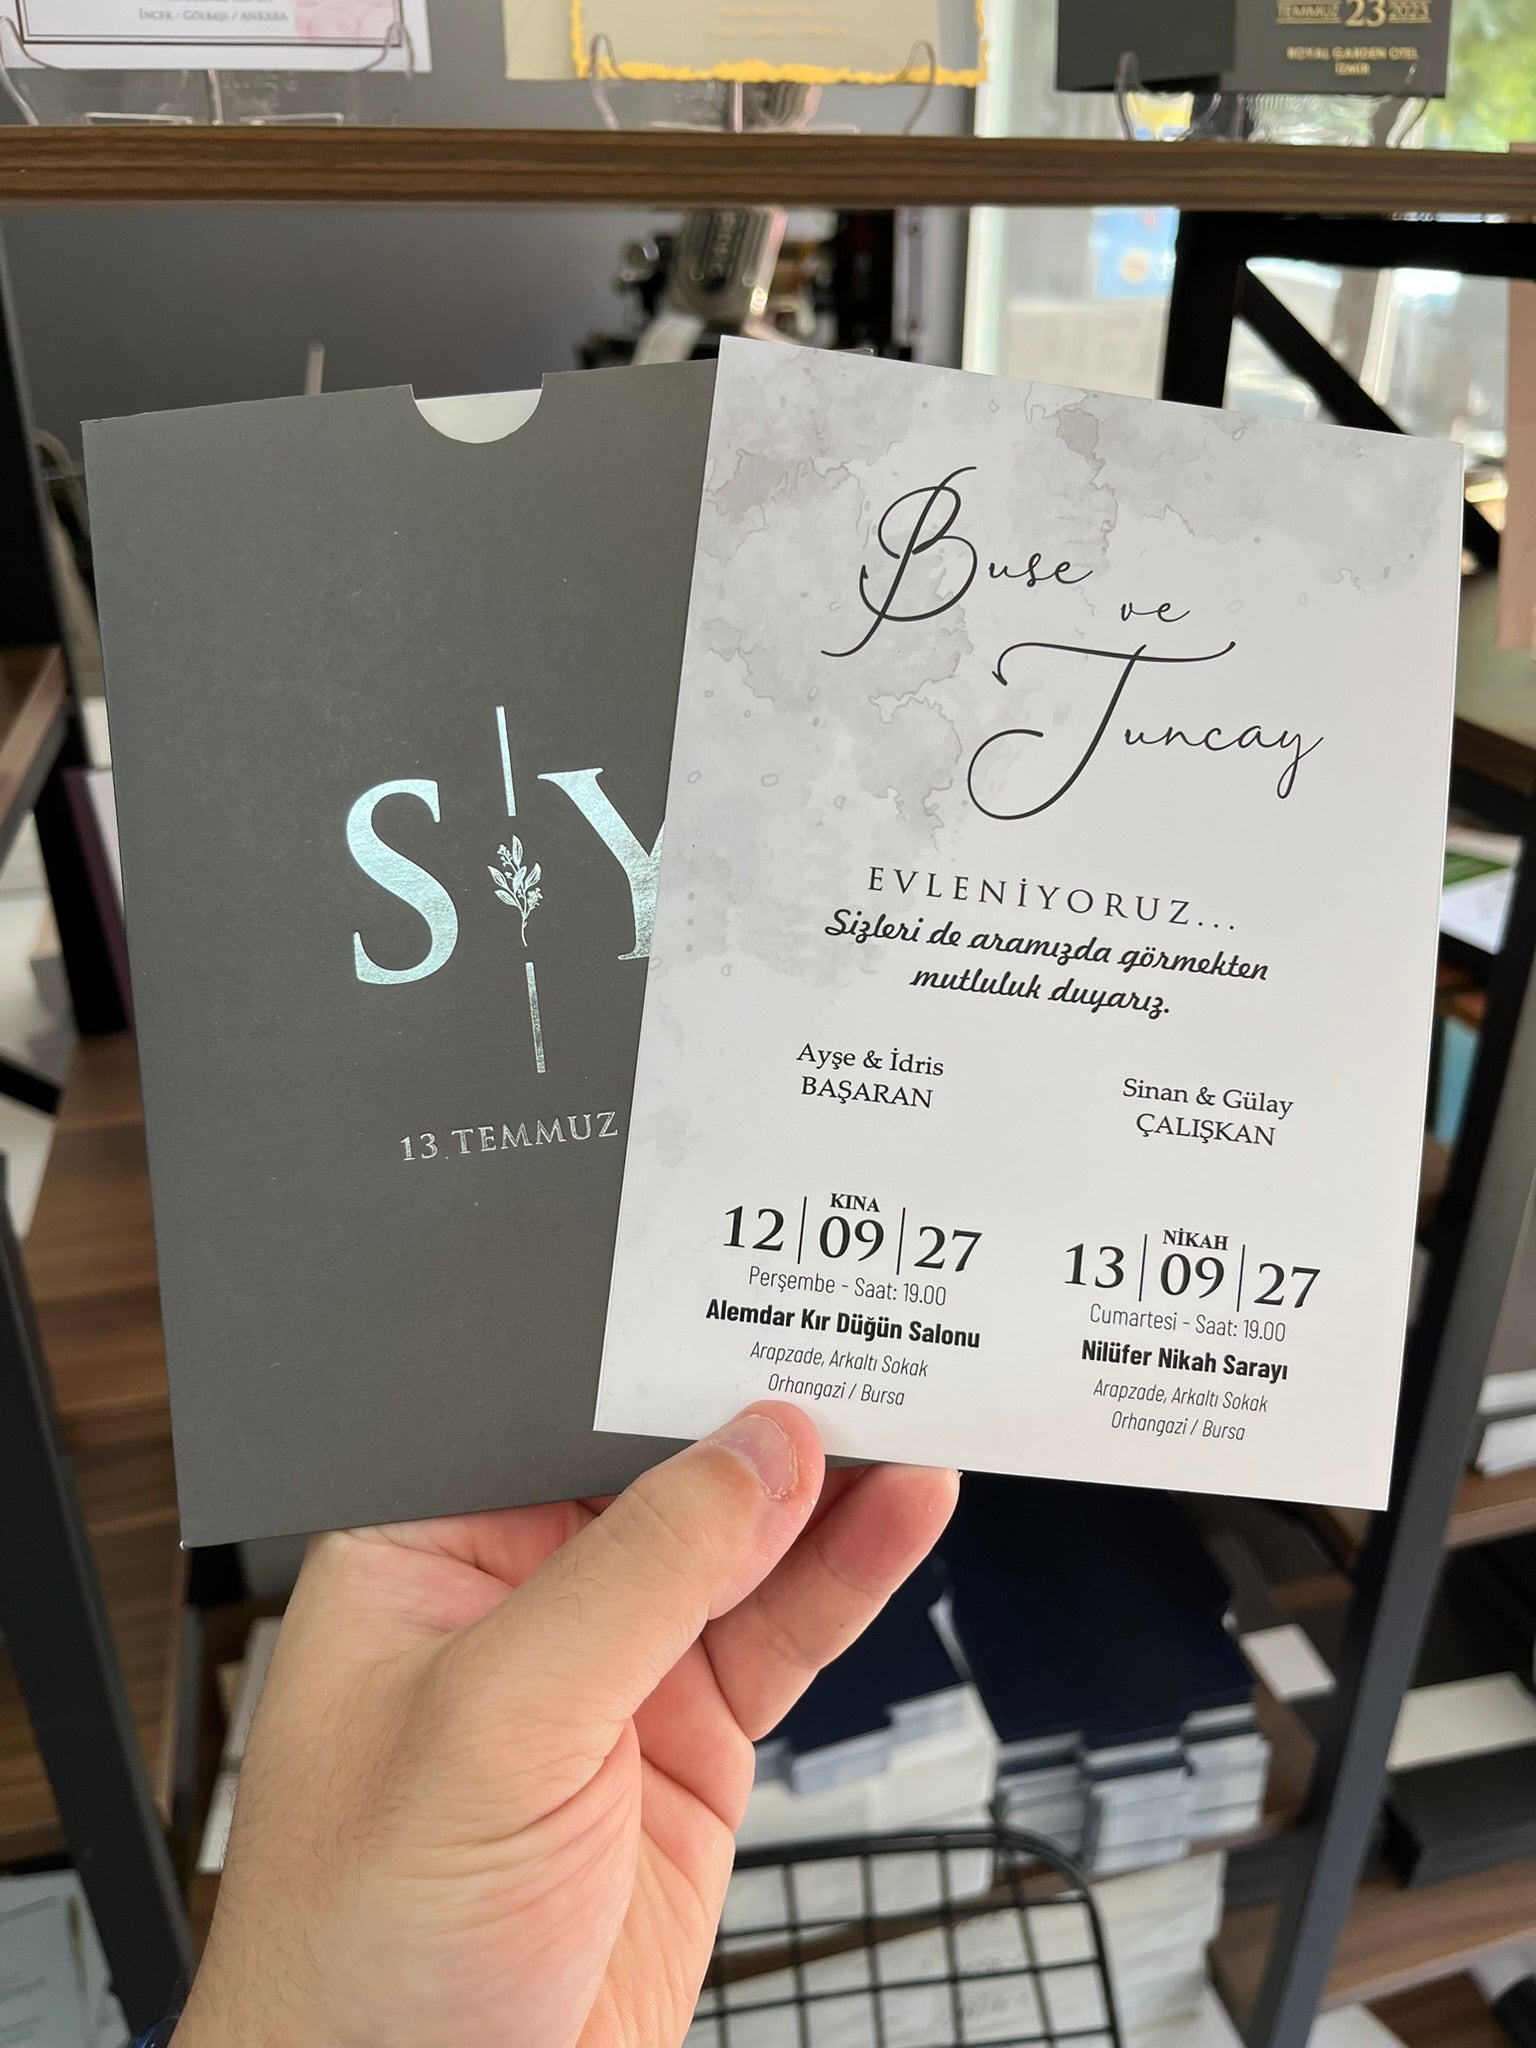 İNCEK - GÖLBAŞI / ANKARA
TEMMUZ 23 2023
ROYAL GARDEN OTEL
İZMİR
S Y
13 TEMMUZ
Buse
ve
Tuncay
EVLENİYORUZ...
Sizleri de aramızda görmekten
mutluluk duyarız.
Ayşe & İdris
BAŞARAN
Sinan & Gülay
ÇALIŞKAN
KINA
12 | 09 | 27
Perşembe - Saat: 19.00
Alemdar Kır Düğün Salonu
Arapzade, Arkaltı Sokak
Orhangazi / Bursa
NİKAH
13 | 09 | 27
Cumartesi - Saat: 19.00
Nilüfer Nikah Sarayı
Arapzade, Arkaltı Sokak
Orhangazi / Bursa